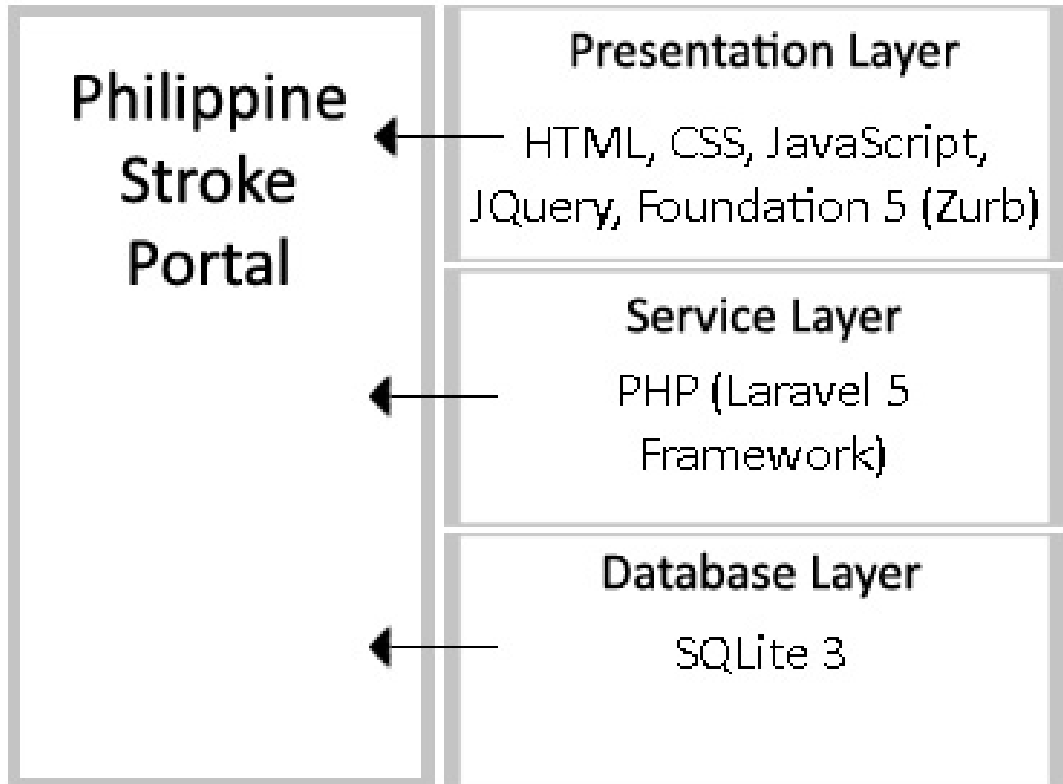 Philippine
Stroke
Portal
Presentation Layer
HTML, CSS, JavaScript,
JQuery, Foundation 5 (Zurb)
Service Layer
PHP (Laravel 5
Framework)
Database Layer
SQLite 3